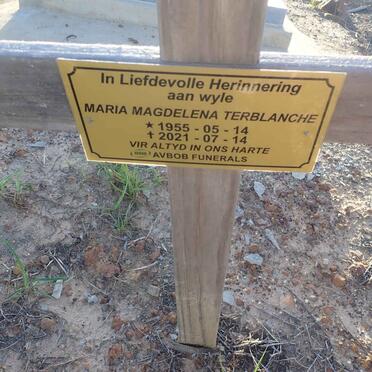 In Liefdevolle Herinnering
aan wyle
MARIA MAGDELENA TERBLANCHE
★ 1955 - 05 - 14
✝ 2021 - 07 - 14
VIR ALTYD IN ONS HARTE
AVBOB FUNERALS